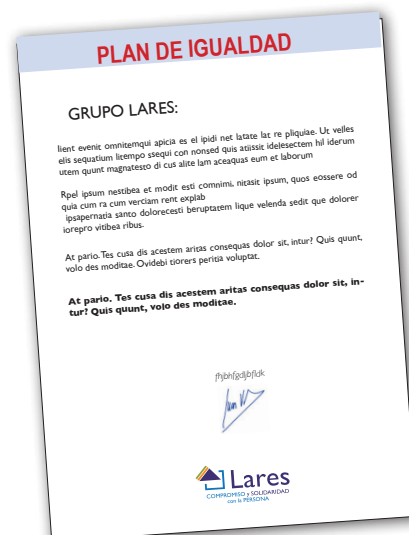 PLAN DE IGUALDAD
GRUPO LARES:
lient evenit omnitemqui apicia es el ipidi net latate lat re pliquiae. Ut velles
elis sequatium litempo ssequi con nonsed quis atiissit idelesectem hil iderum
utem qunt magnatesto di cus alite lam aceaquas eum et laborum
Rpel ipsum nestibea et modit esti comnimi, nitasit ipsum, quos eossere od
quia cum ra cum verciam rent explab
ipsapernatia santo dolorecesti beruptatem lique velenda sedit que dolorer
iorepro vitibea ribus.
At pario. Tes cusa dis acestem aritas consequas dolor sit, intur? Quis quunt,
volo des moditae. Ovidebi tiorers peritia voluptat.
At pario. Tes cusa dis acestem aritas consequas dolor sit, in-
tur? Quis quunt, volo des moditae.
fhjbhfgdjbfldk
Lares
COMPROMISO y SOLIDARIDAD
con la PERSONA